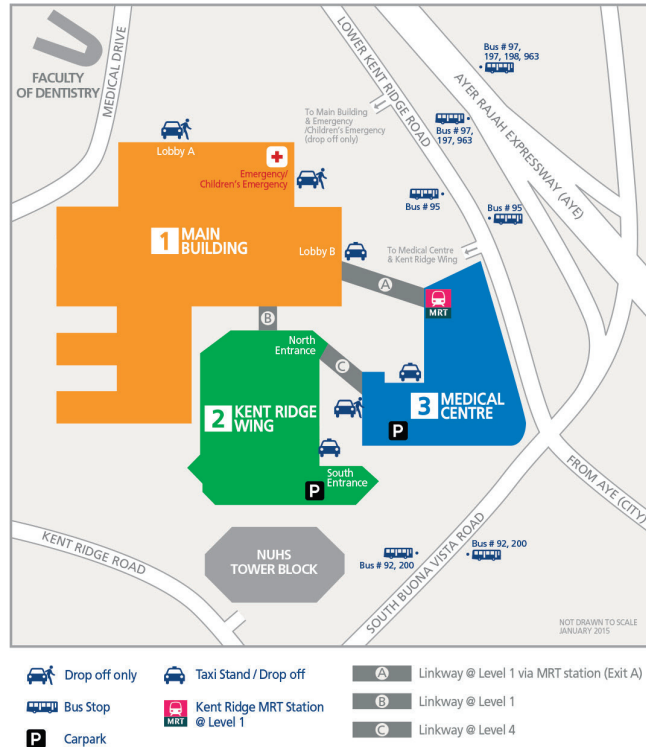 FACULTY
OF DENTISTRY
MEDICAL DRIVE
LOWER KENT RIDGE ROAD
Bus # 97,
197, 198, 963
AYER RAJAH EXPRESSWAY (AYE)
To Main Building
& Emergency
/Children's Emergency
(drop off only)
Bus # 97,
197, 963
Lobby A
Emergency/
Children's Emergency
Bus # 95
Bus # 95
1 MAIN
BUILDING
Lobby B
To Medical Centre
& Kent Ridge Wing
A
MRT
B
North
Entrance
C
2 KENT RIDGE
WING
3 MEDICAL
CENTRE
P
South
Entrance
P
FROM AYE (CITY)
KENT RIDGE ROAD
NUHS
TOWER BLOCK
SOUTH BUONA VISTA ROAD
Bus # 92, 200
Bus # 92, 200
NOT DRAWN TO SCALE
JANUARY 2015
Drop off only
Taxi Stand / Drop off
A Linkway @ Level 1 via MRT station (Exit A)
Bus Stop
MRT Kent Ridge MRT Station
@ Level 1
B Linkway @ Level 1
P Carpark
C Linkway @ Level 4